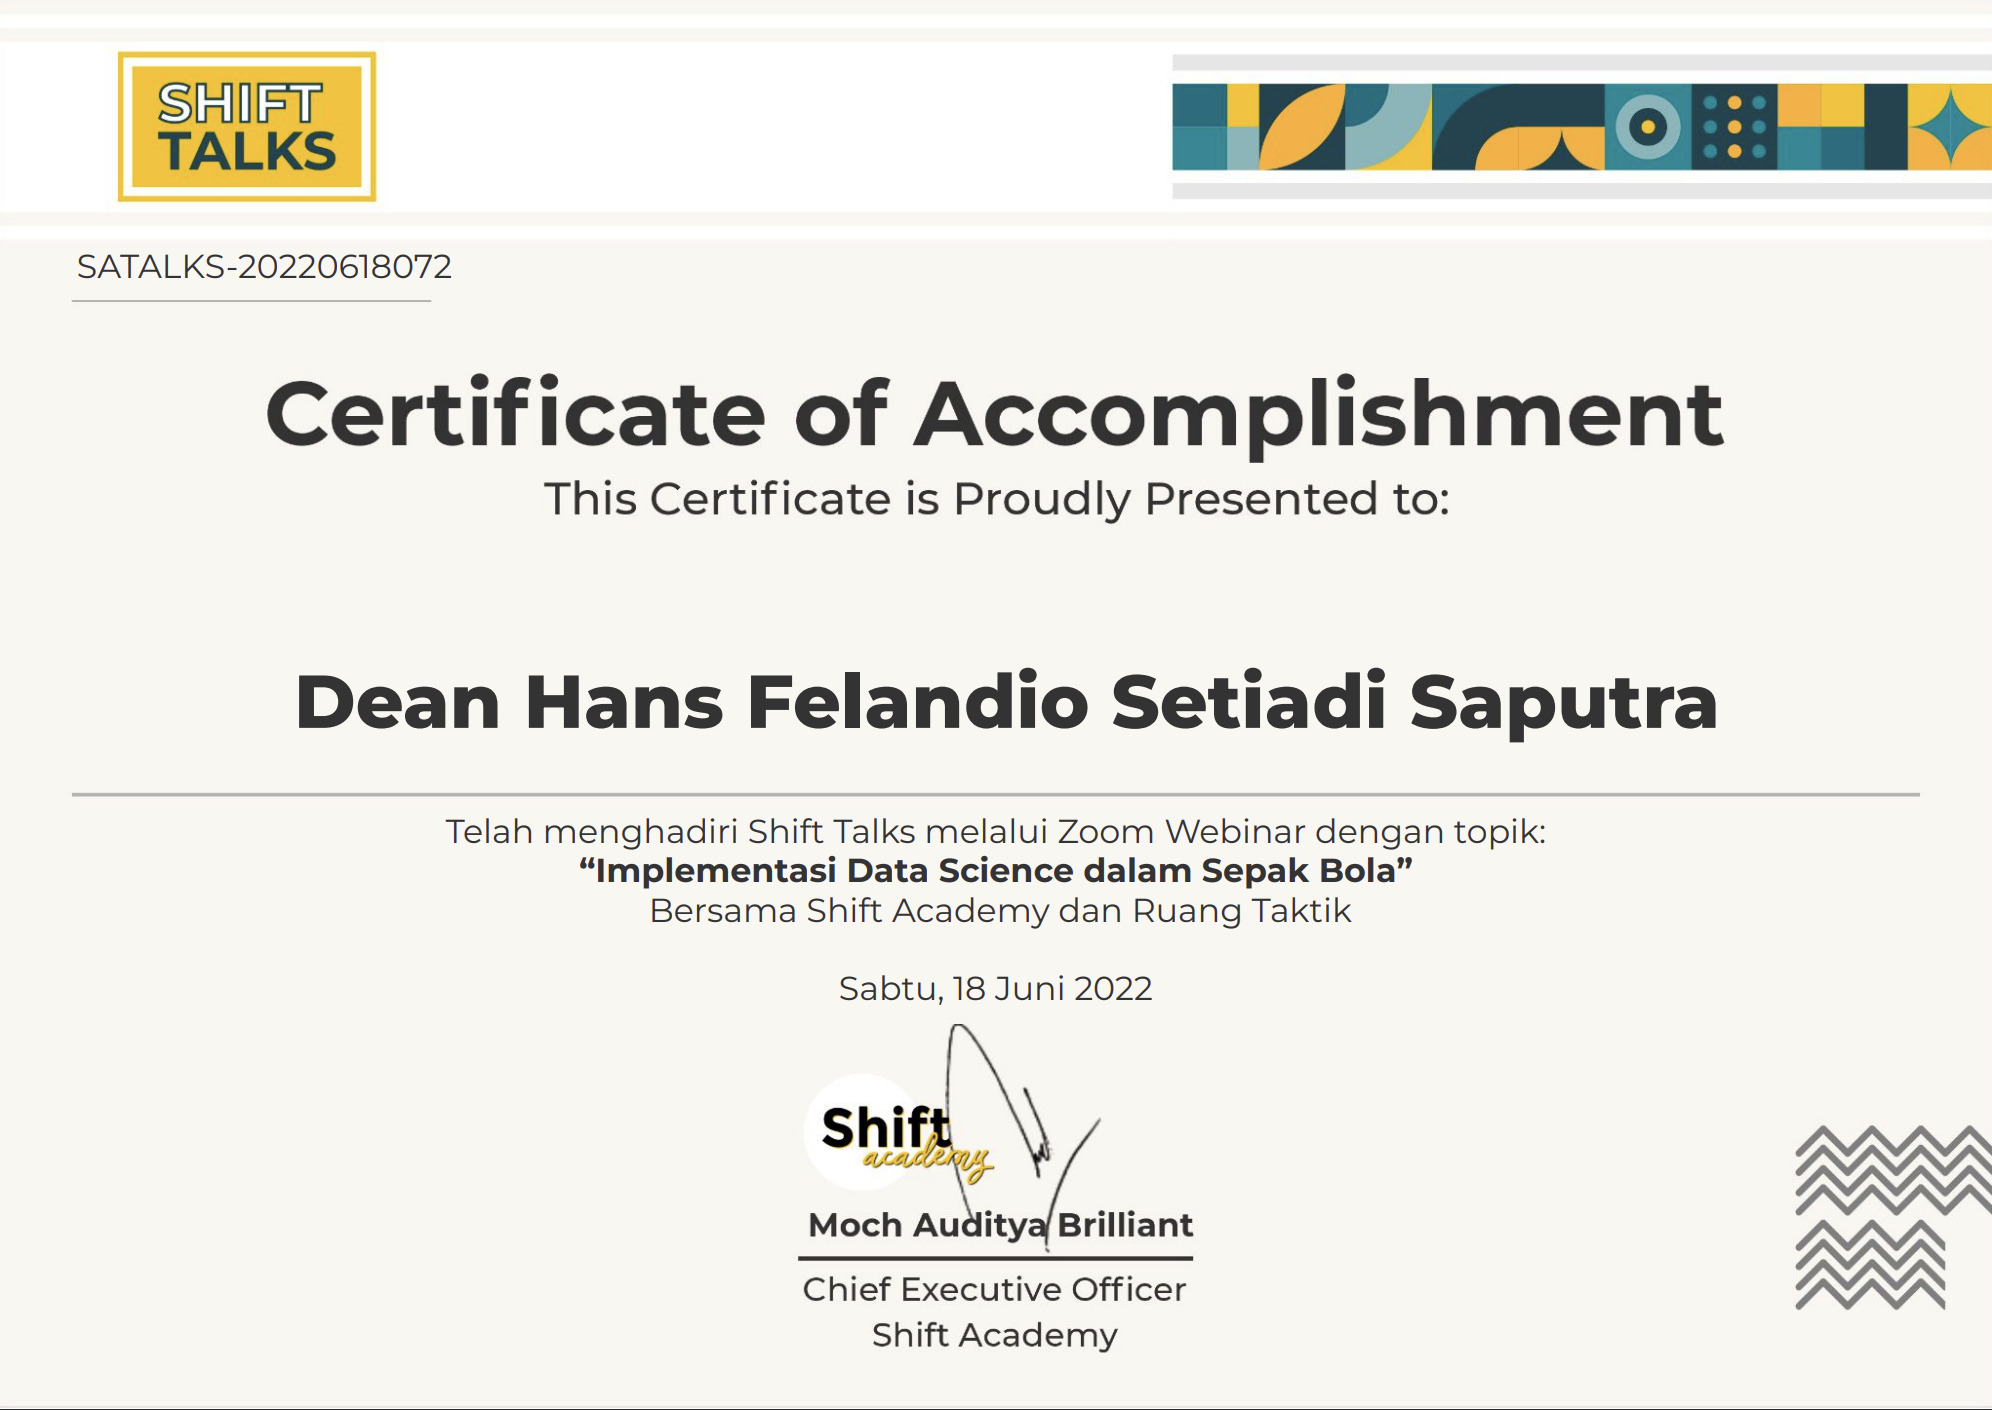 SHIFT
TALKS
SATALKS-20220618072
Certificate of Accomplishment
This Certificate is Proudly Presented to:
Dean Hans Felandio Setiadi Saputra
Telah menghadiri Shift Talks melalui Zoom Webinar dengan topik:
“Implementasi Data Science dalam Sepak Bola”
Bersama Shift Academy dan Ruang Taktik
Sabtu, 18 Juni 2022
Shift
academy
Moch Auditya Brilliant
Chief Executive Officer
Shift Academy